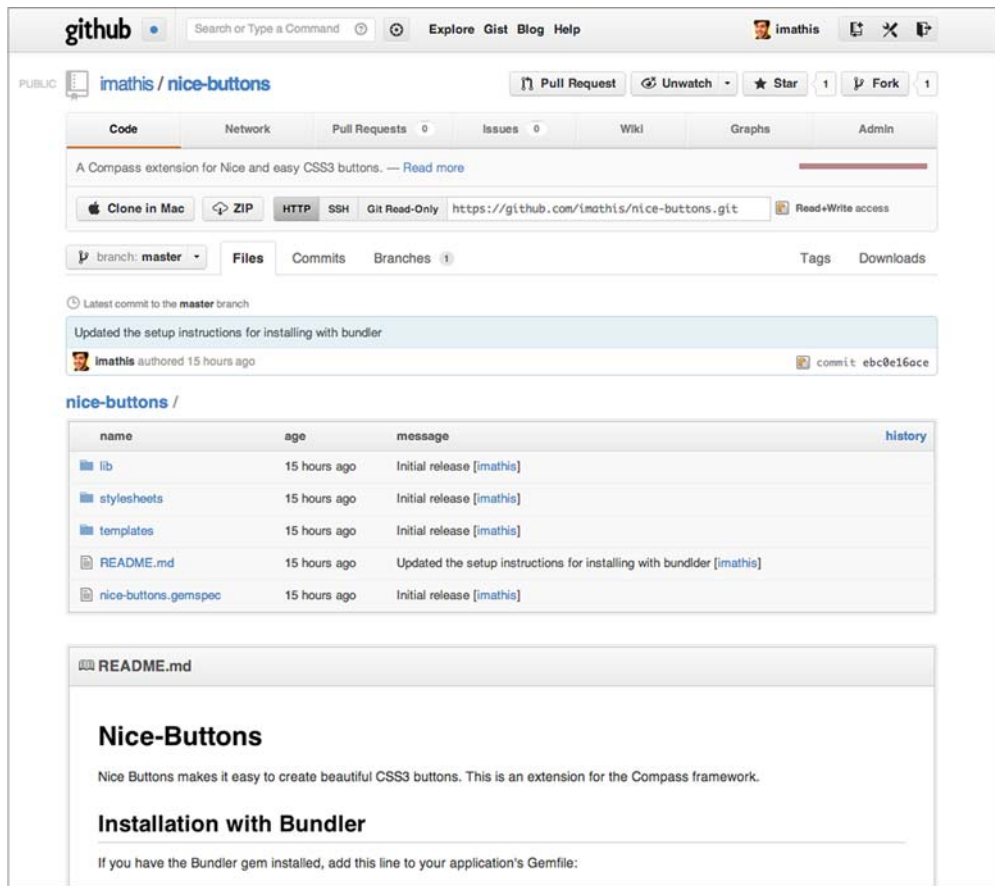 github Search or Type a Command Explore Gist Blog Help imathis
PUBLIC imathis / nice-buttons Pull Request Unwatch Star 1 Fork 1
Code Network Pull Requests 0 Issues 0 Wiki Graphs Admin
A Compass extension for Nice and easy CSS3 buttons. — Read more
Clone in Mac ZIP HTTP SSH Git Read-Only https://github.com/imathis/nice-buttons.git Read+Write access
branch: master Files Commits Branches 1 Tags Downloads
Latest commit to the master branch
Updated the setup instructions for installing with bundler
imathis authored 15 hours ago commit ebc0e16ace
nice-buttons /
name age message history
lib 15 hours ago Initial release [imathis]
stylesheets 15 hours ago Initial release [imathis]
templates 15 hours ago Initial release [imathis]
README.md 15 hours ago Updated the setup instructions for installing with bundlder [imathis]
nice-buttons.gemspec 15 hours ago Initial release [imathis]
README.md
Nice-Buttons
Nice Buttons makes it easy to create beautiful CSS3 buttons. This is an extension for the Compass framework.
Installation with Bundler
If you have the Bundler gem installed, add this line to your application's Gemfile: